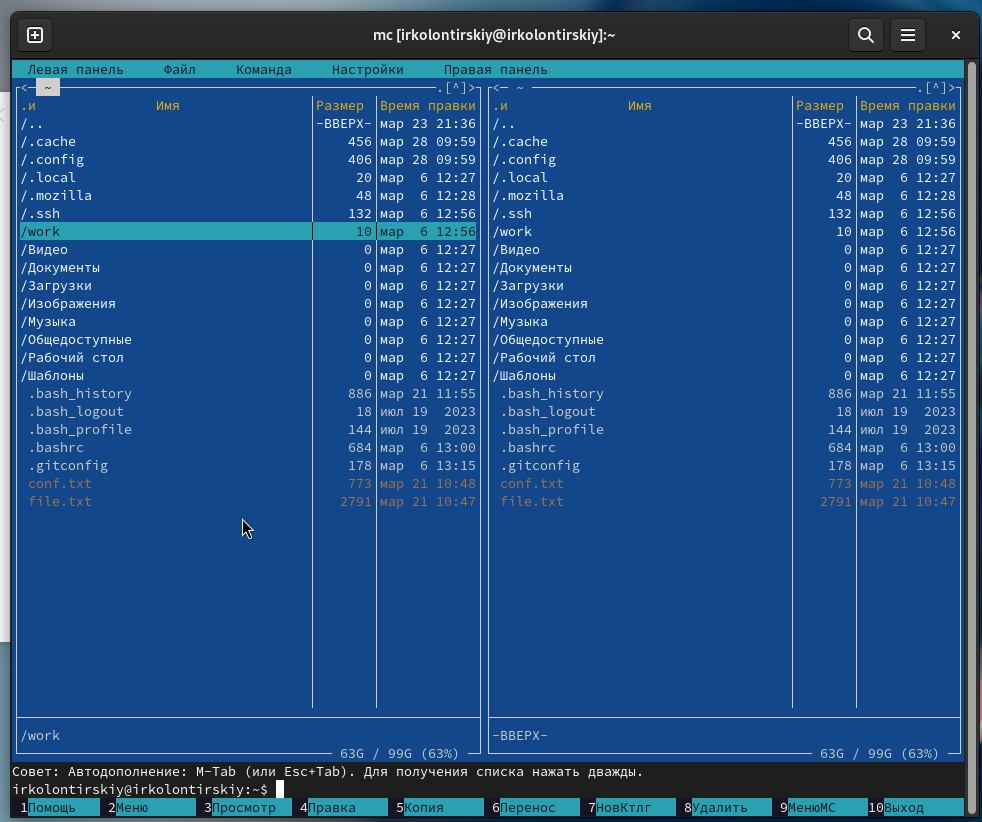 mc [irkolontirskiy@irkolontirskiy]:~
Левая панель Файл Команда Настройки Правая панель
<─ ~ .[^]> <─ ~ .[^]>
.и Имя Размер Время правки .и Имя Размер Время правки
/.. -ВВЕРХ- мар 23 21:36 /.. -ВВЕРХ- мар 23 21:36
/.cache 456 мар 28 09:59 /.cache 456 мар 28 09:59
/.config 406 мар 28 09:59 /.config 406 мар 28 09:59
/.local 20 мар 6 12:27 /.local 20 мар 6 12:27
/.mozilla 48 мар 6 12:28 /.mozilla 48 мар 6 12:28
/.ssh 132 мар 6 12:56 /.ssh 132 мар 6 12:56
/work 10 мар 6 12:56 /work 10 мар 6 12:56
/Видео 0 мар 6 12:27 /Видео 0 мар 6 12:27
/Документы 0 мар 6 12:27 /Документы 0 мар 6 12:27
/Загрузки 0 мар 6 12:27 /Загрузки 0 мар 6 12:27
/Изображения 0 мар 6 12:27 /Изображения 0 мар 6 12:27
/Музыка 0 мар 6 12:27 /Музыка 0 мар 6 12:27
/Общедоступные 0 мар 6 12:27 /Общедоступные 0 мар 6 12:27
/Рабочий стол 0 мар 6 12:27 /Рабочий стол 0 мар 6 12:27
/Шаблоны 0 мар 6 12:27 /Шаблоны 0 мар 6 12:27
.bash_history 886 мар 21 11:55 .bash_history 886 мар 21 11:55
.bash_logout 18 июл 19 2023 .bash_logout 18 июл 19 2023
.bash_profile 144 июл 19 2023 .bash_profile 144 июл 19 2023
.bashrc 684 мар 6 13:00 .bashrc 684 мар 6 13:00
.gitconfig 178 мар 6 13:15 .gitconfig 178 мар 6 13:15
conf.txt 773 мар 21 10:48 conf.txt 773 мар 21 10:48
file.txt 2791 мар 21 10:47 file.txt 2791 мар 21 10:47
/work -ВВЕРХ-
63G / 99G (63%) 63G / 99G (63%)
Совет: Автодополнение: M-Tab (или Esc+Tab). Для получения списка нажать дважды.
irkolontirskiy@irkolontirskiy:~$
1Помощь 2Меню 3Просмотр 4Правка 5Копия 6Перенос 7НовКтлг 8Удалить 9МенюMC 10Выход